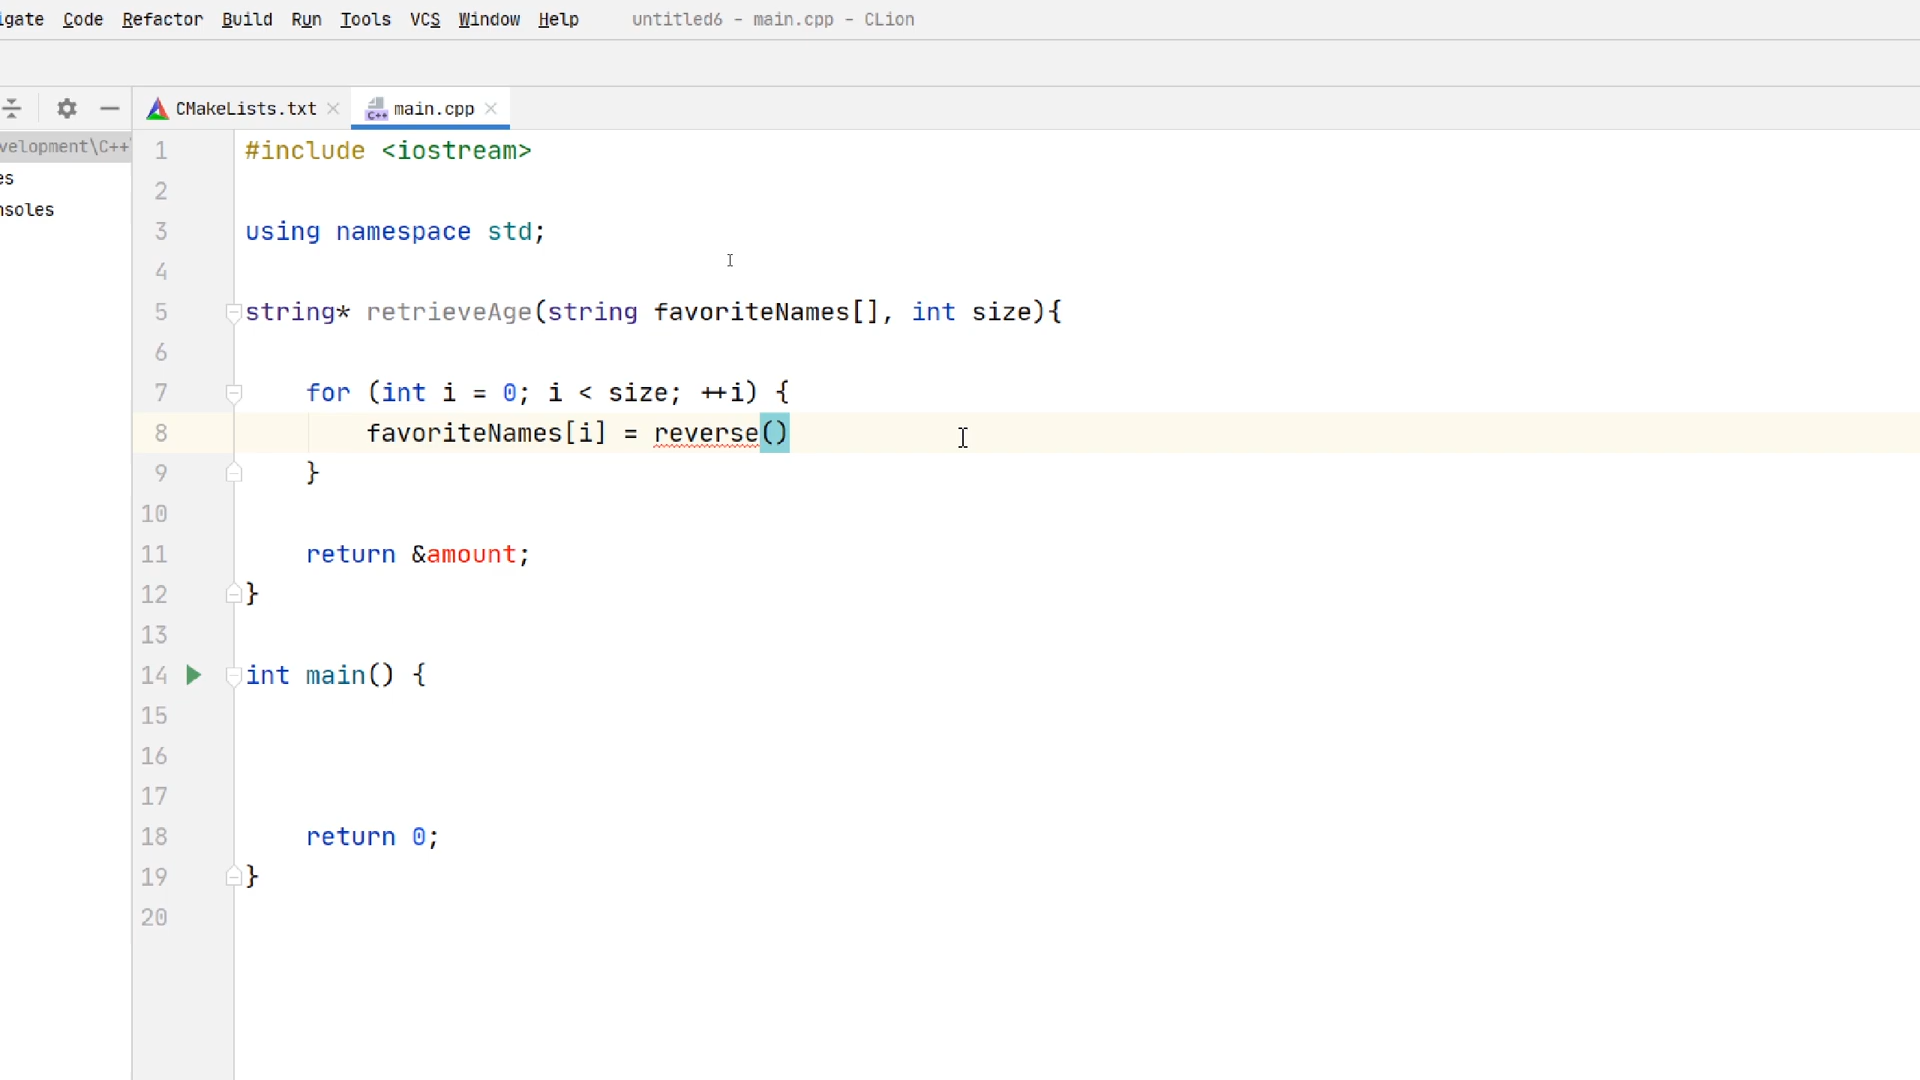 igate Code Refactor Build Run Tools VCS Window Help untitled6 - main.cpp - CLion
CMakeLists.txt main.cpp
velopment\C++
es
nsoles
1 #include <iostream>
2
3 using namespace std;
4
5 string* retrieveAge(string favoriteNames[], int size){
6
7 for (int i = 0; i < size; ++i) {
8 favoriteNames[i] = reverse()
9 }
10
11 return &amount;
12 }
13
14 int main() {
15
16
17
18 return 0;
19 }
20